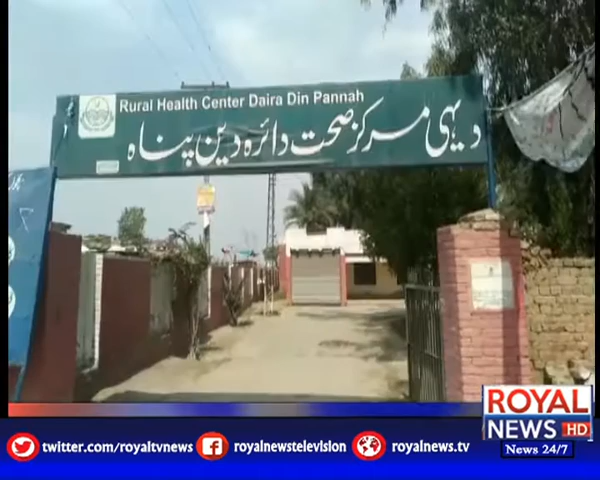 Rural Health Center Daira Din Pannah
دیہی مرکز صحت دائرہ دین پناہ
ROYAL
NEWS HD
News 24/7
twitter.com/royaltvnews
royalnewstelevision
royalnews.tv